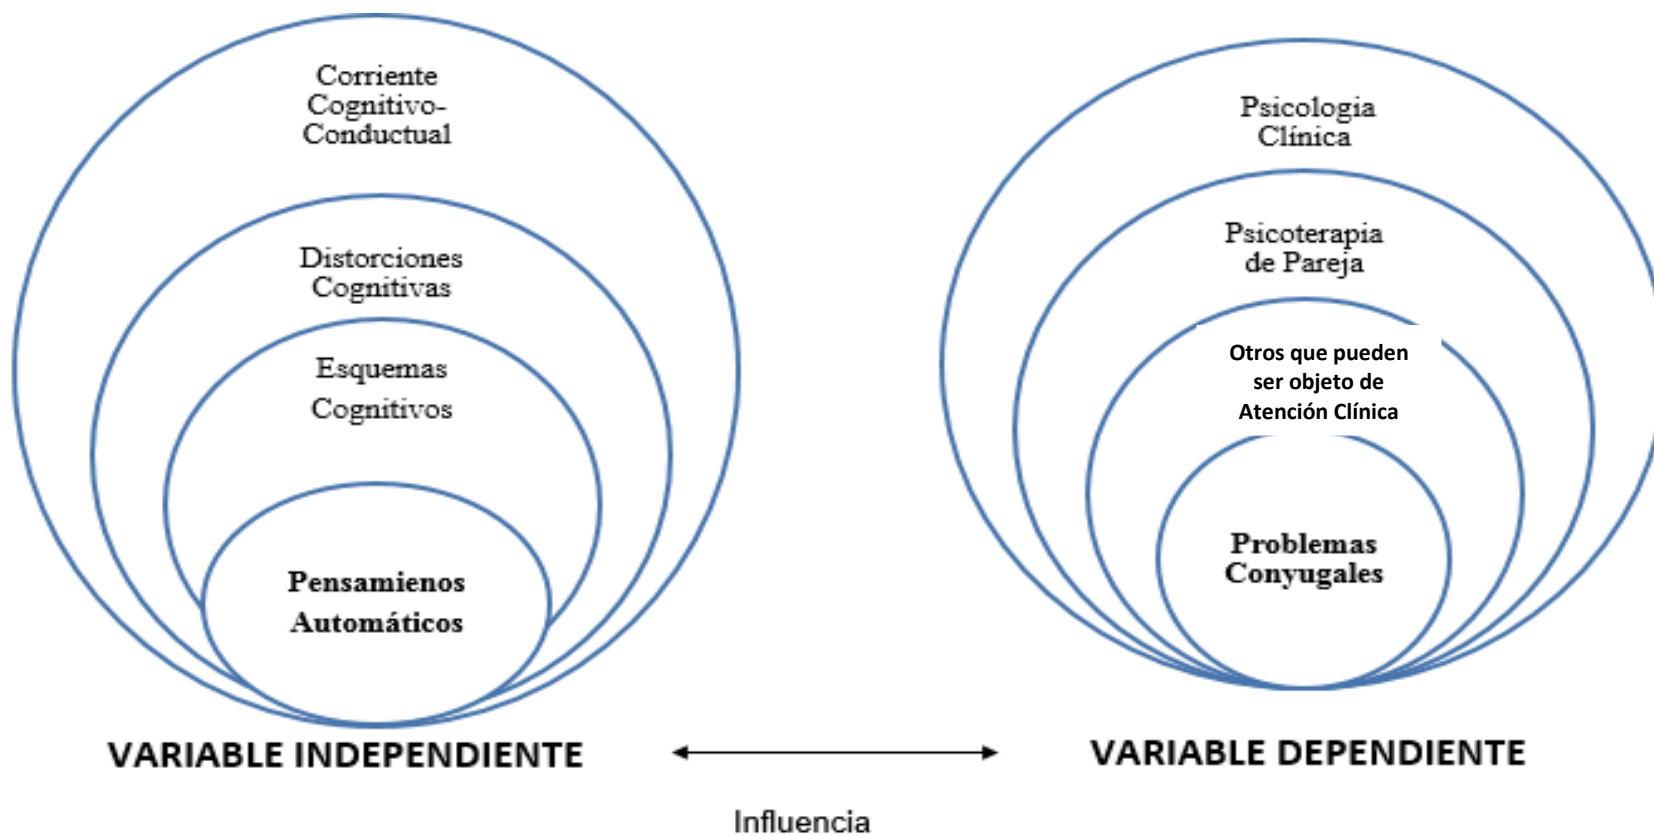 Corriente
Cognitivo-
Conductual
Distorciones
Cognitivas
Esquemas
Cognitivos
Pensamienos
Automáticos
VARIABLE INDEPENDIENTE
Psicologia
Clínica
Psicoterapia
de Pareja
Otros que pueden
ser objeto de
Atención Clínica
Problemas
Conyugales
VARIABLE DEPENDIENTE
Influencia